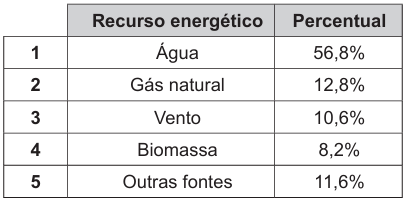 Recurso energético Percentual
1 Água 56,8%
2 Gás natural 12,8%
3 Vento 10,6%
4 Biomassa 8,2%
5 Outras fontes 11,6%